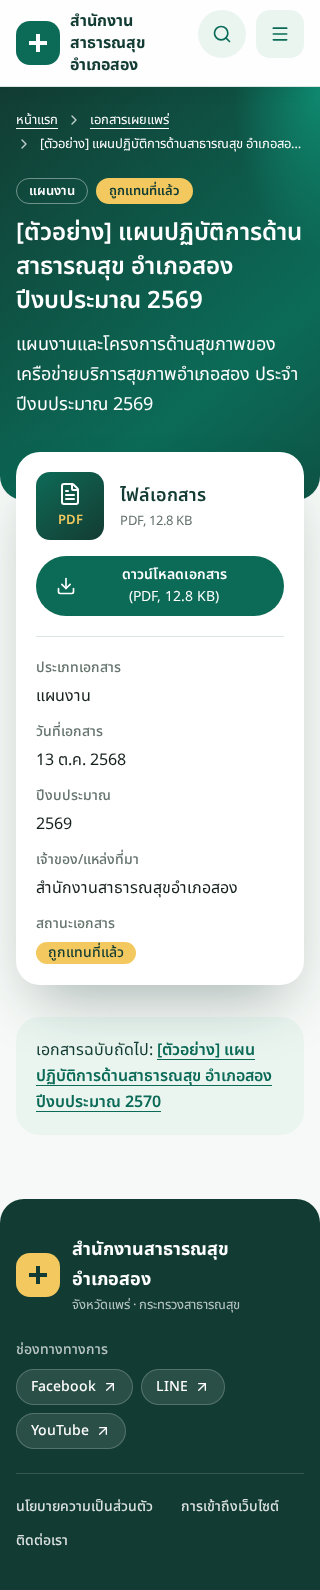 สำนักงาน
สาธารณสุข
อำเภอสอง
หน้าแรก
เอกสารเผยแพร่
[ตัวอย่าง] แผนปฏิบัติการด้านสาธารณสุข อำเภอสอ...
แผนงาน
ถูกแทนที่แล้ว
[ตัวอย่าง] แผนปฏิบัติการด้าน
สาธารณสุข อำเภอสอง
ปีงบประมาณ 2569
แผนงานและโครงการด้านสุขภาพของ
เครือข่ายบริการสุขภาพอำเภอสอง ประจำ
ปีงบประมาณ 2569
PDF
ไฟล์เอกสาร
PDF, 12.8 KB
ดาวน์โหลดเอกสาร
(PDF, 12.8 KB)
ประเภทเอกสาร
แผนงาน
วันที่เอกสาร
13 ต.ค. 2568
ปีงบประมาณ
2569
เจ้าของ/แหล่งที่มา
สำนักงานสาธารณสุขอำเภอสอง
สถานะเอกสาร
ถูกแทนที่แล้ว
เอกสารฉบับถัดไป: [ตัวอย่าง] แผน
ปฏิบัติการด้านสาธารณสุข อำเภอสอง
ปีงบประมาณ 2570
สำนักงานสาธารณสุข
อำเภอสอง
จังหวัดแพร่ · กระทรวงสาธารณสุข
ช่องทางทางการ
Facebook
LINE
YouTube
นโยบายความเป็นส่วนตัว
การเข้าถึงเว็บไซต์
ติดต่อเรา